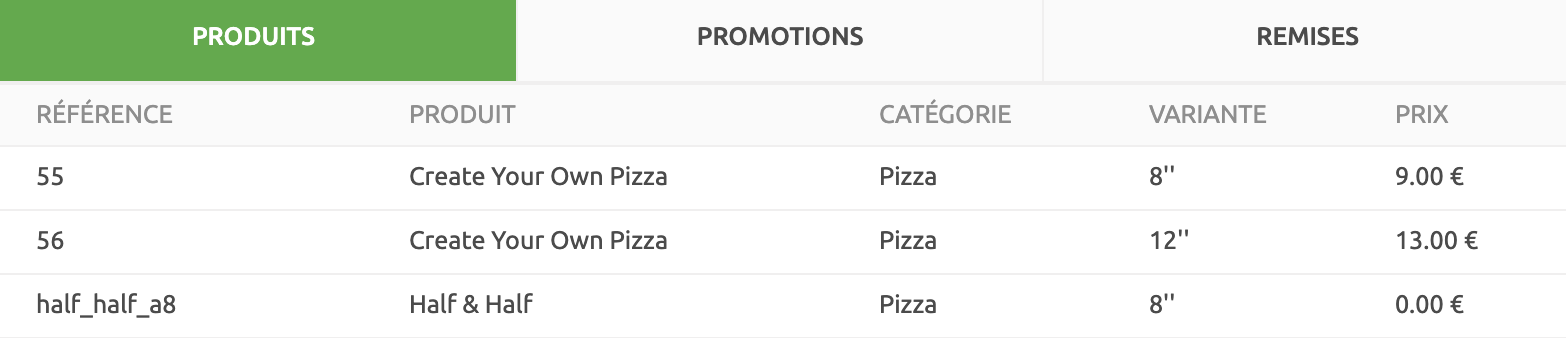 PRODUITS PROMOTIONS REMISES
RÉFÉRENCE PRODUIT CATÉGORIE VARIANTE PRIX
55 Create Your Own Pizza Pizza 8'' 9.00 €
56 Create Your Own Pizza Pizza 12'' 13.00 €
half_half_a8 Half & Half Pizza 8'' 0.00 €